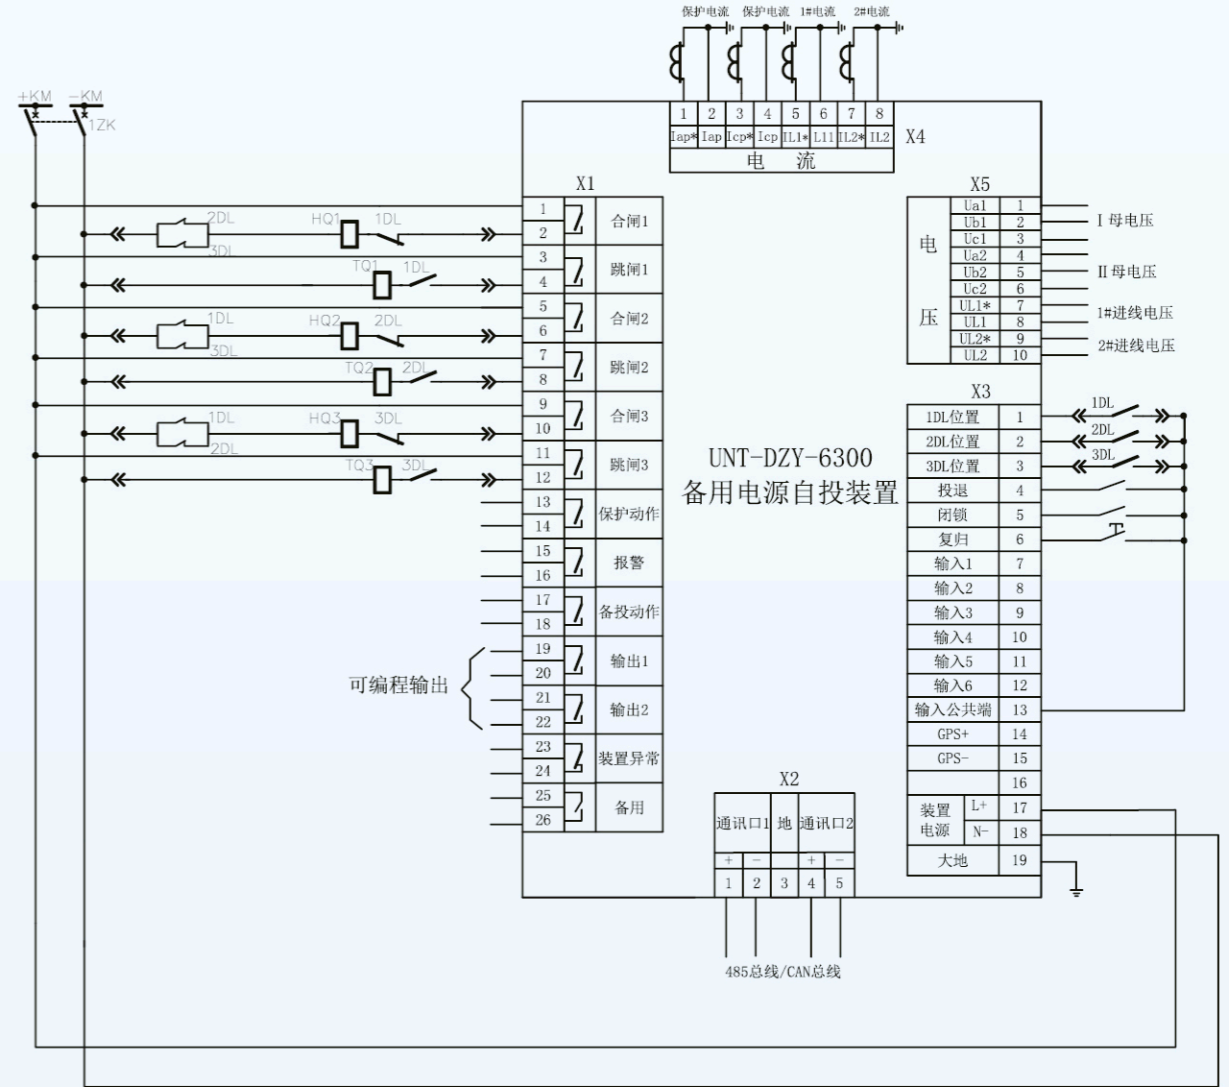 保护电流 保护电流 1#电流 2#电流
+KM -KM
1ZK
1 2 3 4 5 6 7 8
Iap* Iap Icp* Icp IL1* L11 IL2* IL2 X4
电 流
X1
1 合闸1
2
3 跳闸1
4
5 合闸2
6
7 跳闸2
8
9 合闸3
10
11 跳闸3
12
13 保护动作
14
15 报警
16
17 备投动作
18
19 输出1
20
21 输出2
22
23 装置异常
24
25 备用
26
2DL HQ1 1DL
3DL
TQ1 1DL
1DL HQ2 2DL
3DL
TQ2 2DL
1DL HQ3 3DL
2DL
TQ3 3DL
可编程输出
UNT-DZY-6300
备用电源自投装置
X5
电压
Ua1 1
Ub1 2 I 母电压
Uc1 3
Ua2 4
Ub2 5 II 母电压
Uc2 6
UL1* 7 1#进线电压
UL1 8
UL2* 9 2#进线电压
UL2 10
X3
1DL位置 1 1DL
2DL位置 2 2DL
3DL位置 3 3DL
投退 4
闭锁 5
复归 6
输入1 7
输入2 8
输入3 9
输入4 10
输入5 11
输入6 12
输入公共端 13
GPS+ 14
GPS- 15
16
装置电源 L+ 17
N- 18
大地 19
X2
通讯口1 地 通讯口2
+ - + -
1 2 3 4 5
485总线/CAN总线